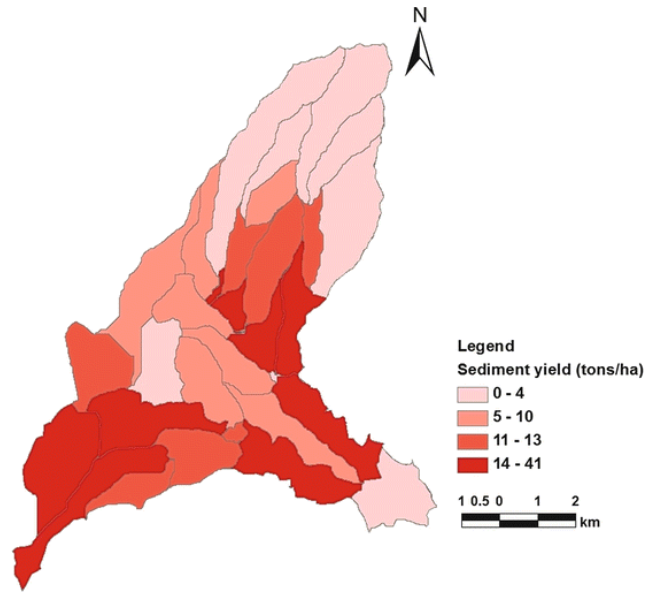 N
Legend
Sediment yield (tons/ha)
0 - 4
5 - 10
11 - 13
14 - 41
1 0.5 0 1 2
km